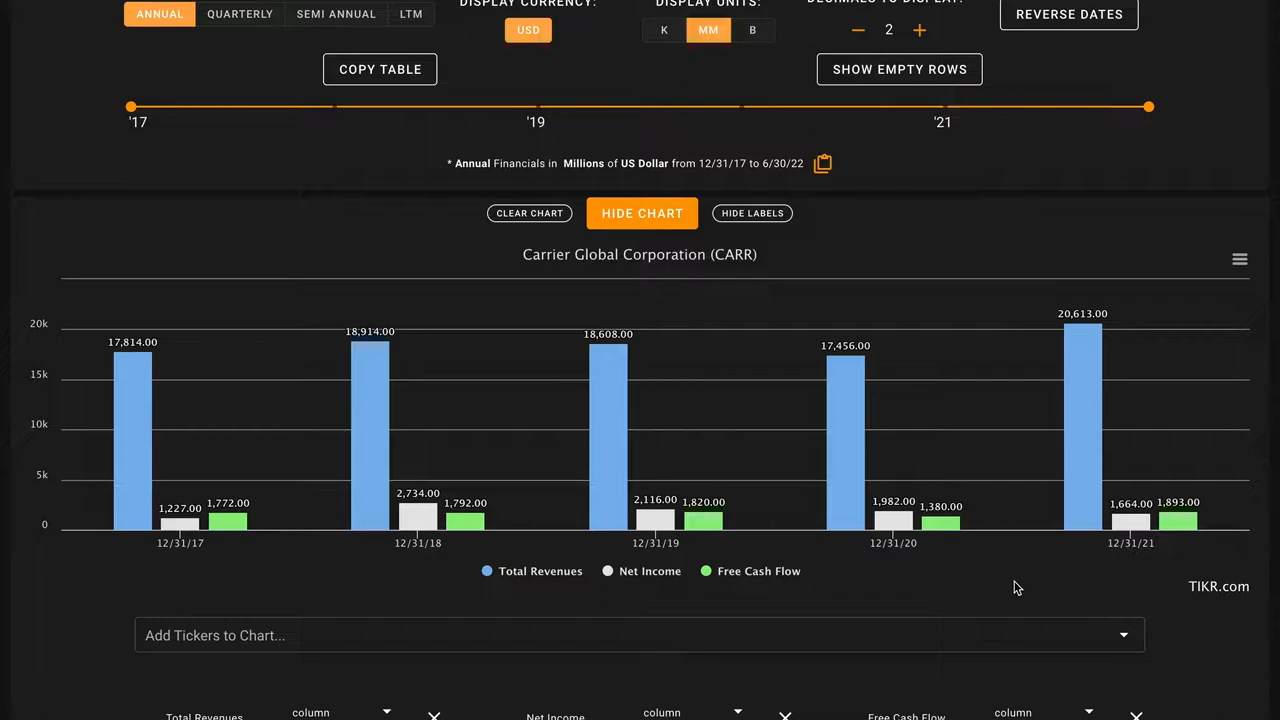 DISPLAY CURRENCY: DISPLAY UNITS: DECIMALS TO DISPLAY:
ANNUAL QUARTERLY SEMI ANNUAL LTM
USD
K MM B
2
REVERSE DATES
COPY TABLE
SHOW EMPTY ROWS
'17 '19 '21
* Annual Financials in Millions of US Dollar from 12/31/17 to 6/30/22
CLEAR CHART HIDE CHART HIDE LABELS
Carrier Global Corporation (CARR)
20k
15k
10k
5k
0
17,814.00 1,227.00 1,772.00
18,914.00 2,734.00 1,792.00
18,608.00 2,116.00 1,820.00
17,456.00 1,982.00 1,380.00
20,613.00 1,664.00 1,893.00
12/31/17 12/31/18 12/31/19 12/31/20 12/31/21
Total Revenues Net Income Free Cash Flow
TIKR.com
Add Tickers to Chart...
Total Revenues column Net Income column Free Cash Flow column